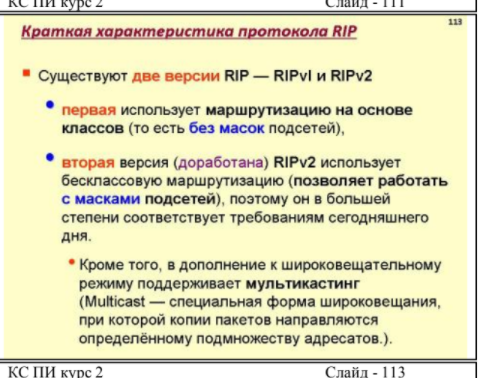 КС ПИ курс 2 Слайд - 111
113
Краткая характеристика протокола RIP
Существуют две версии RIP — RIPvI и RIPv2
первая использует маршрутизацию на основе
классов (то есть без масок подсетей),
вторая версия (доработана) RIPv2 использует
бесклассовую маршрутизацию (позволяет работать
с масками подсетей), поэтому он в большей
степени соответствует требованиям сегодняшнего
дня.
Кроме того, в дополнение к широковещательному
режиму поддерживает мультикастинг
(Multicast — специальная форма широковещания,
при которой копии пакетов направляются
определённому подмножеству адресатов.).
КС ПИ курс 2 Слайд - 113